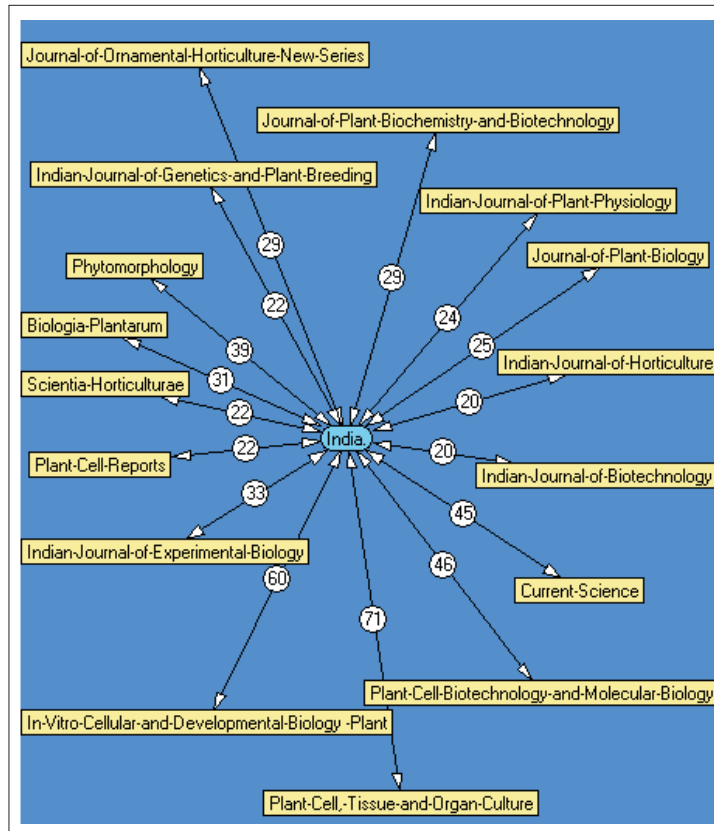 Journal-of-Ornamental-Horticulture-New-Series
Journal-of-Plant-Biochemistry-and-Biotechnology
Indian-Journal-of-Genetics-and-Plant-Breeding
Indian-Journal-of-Plant-Physiology
29
Journal-of-Plant-Biology
Phytomorphology
29
22
24
Biologia-Plantarum
39
25
Indian-Journal-of-Horticulture
31
Scientia-Horticulturae
22
20
India.
22
20
Plant-Cell-Reports
Indian-Journal-of-Biotechnology
33
45
Indian-Journal-of-Experimental-Biology
46
60
Current-Science
71
Plant-Cell-Biotechnology-and-Molecular-Biology
In-Vitro-Cellular-and-Developmental-Biology -Plant
Plant-Cell,-Tissue-and-Organ-Culture